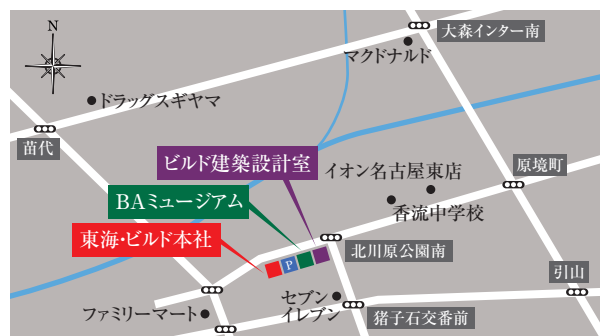 N
大森インター南
マクドナルド
ドラッグスギヤマ
苗代
ビルド建築設計室
イオン名古屋東店
原境町
BAミュージアム
香流中学校
東海・ビルド本社
北川原公園南
P
引山
セブン
イレブン
ファミリーマート
猪子石交番前